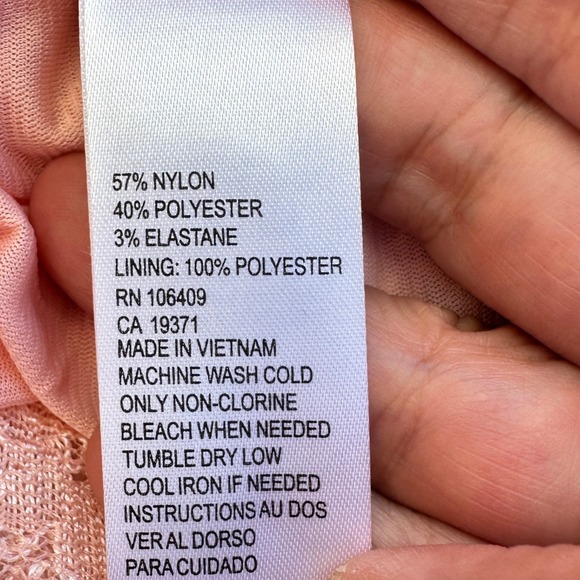 57% NYLON
40% POLYESTER
3% ELASTANE
LINING: 100% POLYESTER
RN 106409
CA 19371
MADE IN VIETNAM
MACHINE WASH COLD
ONLY NON-CLORINE
BLEACH WHEN NEEDED
TUMBLE DRY LOW
COOL IRON IF NEEDED
INSTRUCTIONS AU DOS
VER AL DORSO
PARA CUIDADO